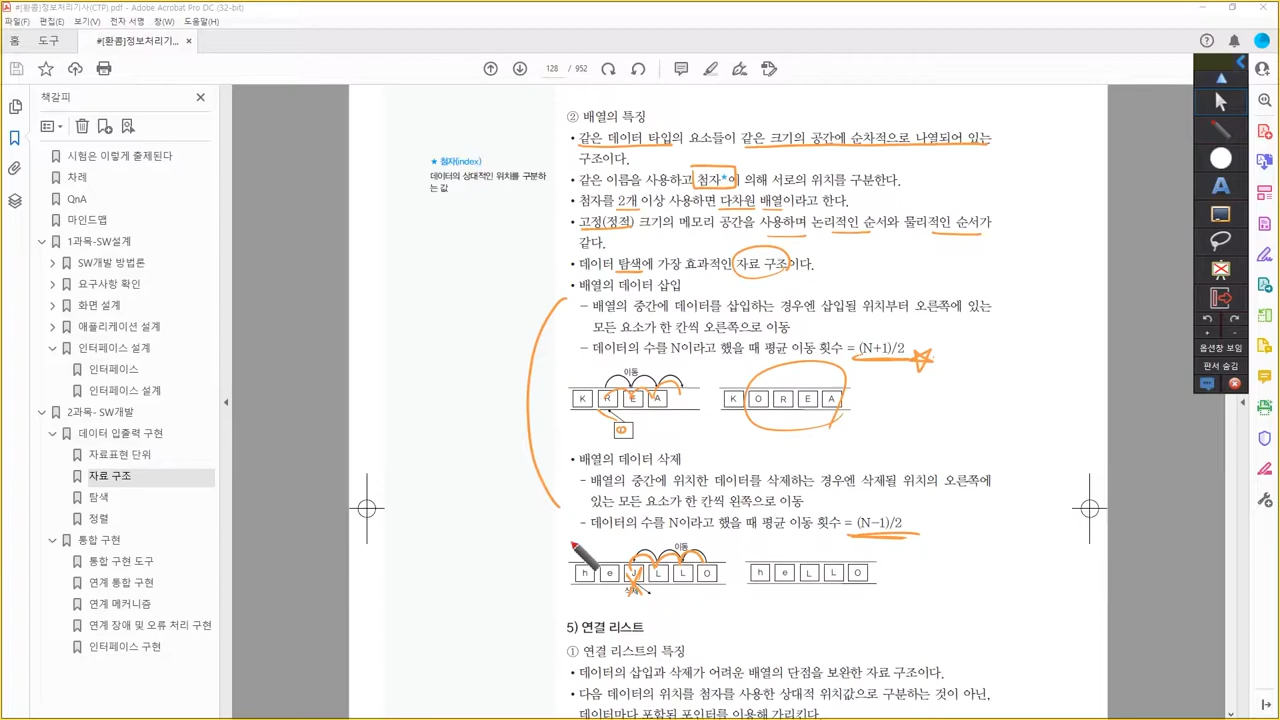 #[환콤]정보처리기사(CTP).pdf - Adobe Acrobat Pro DC (32-bit)
파일(F) 편집(E) 보기(V) 전자 서명 창(W) 도움말(H)
홈 도구 #[환콤]정보처리기... ×
128 / 952
책갈피
시험은 이렇게 출제된다
차례
QnA
마인드맵
1과목-SW설계
SW개발 방법론
요구사항 확인
화면 설계
애플리케이션 설계
인터페이스 설계
인터페이스
인터페이스 설계
2과목- SW개발
데이터 입출력 구현
자료표현 단위
자료 구조
탐색
정렬
통합 구현
통합 구현 도구
연계 통합 구현
연계 메커니즘
연계 장애 및 오류 처리 구현
인터페이스 구현
★ 첨자(index)
데이터의 상대적인 위치를 구분하
는 값
② 배열의 특징
• 같은 데이터 타입의 요소들이 같은 크기의 공간에 순차적으로 나열되어 있는
구조이다.
• 같은 이름을 사용하고 첨자★에 의해 서로의 위치를 구분한다.
• 첨자를 2개 이상 사용하면 다차원 배열이라고 한다.
• 고정(정적) 크기의 메모리 공간을 사용하며 논리적인 순서와 물리적인 순서가
같다.
• 데이터 탐색에 가장 효과적인 자료 구조이다.
• 배열의 데이터 삽입
− 배열의 중간에 데이터를 삽입하는 경우엔 삽입될 위치부터 오른쪽에 있는
모든 요소가 한 칸씩 오른쪽으로 이동
− 데이터의 수를 N이라고 했을 때 평균 이동 횟수 = (N+1)/2
이동
K R E A K O R E A
O
• 배열의 데이터 삭제
- 배열의 중간에 위치한 데이터를 삭제하는 경우엔 삭제될 위치의 오른쪽에
있는 모든 요소가 한 칸씩 왼쪽으로 이동
- 데이터의 수를 N이라고 했을 때 평균 이동 횟수 = (N−1)/2
이동
h e J L L O h e L L O
삭제
5) 연결 리스트
① 연결 리스트의 특징
• 데이터의 삽입과 삭제가 어려운 배열의 단점을 보완한 자료 구조이다.
• 다음 데이터의 위치를 첨자를 사용한 상대적 위치값으로 구분하는 것이 아닌,
데이터마다 포함된 포인터를 이용해 가리킨다.
A
옵션창 보임
판서 숨김